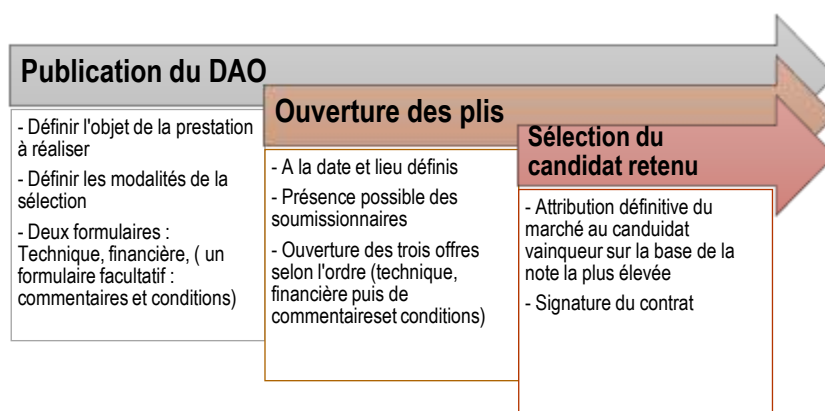 Publication du DAO
- Définir l'objet de la prestation
à réaliser
- Définir les modalités de la
sélection
- Deux formulaires :
Technique, financière, ( un
formulaire facultatif :
commentaires et conditions)
Ouverture des plis
- A la date et lieu définis
- Présence possible des
soumissionnaires
- Ouverture des trois offres
selon l'ordre (technique,
financière puis de
commentaireset conditions)
Sélection du
candidat retenu
- Attribution définitive du
marché au canduidat
vainqueur sur la base de la
note la plus élevée
- Signature du contrat